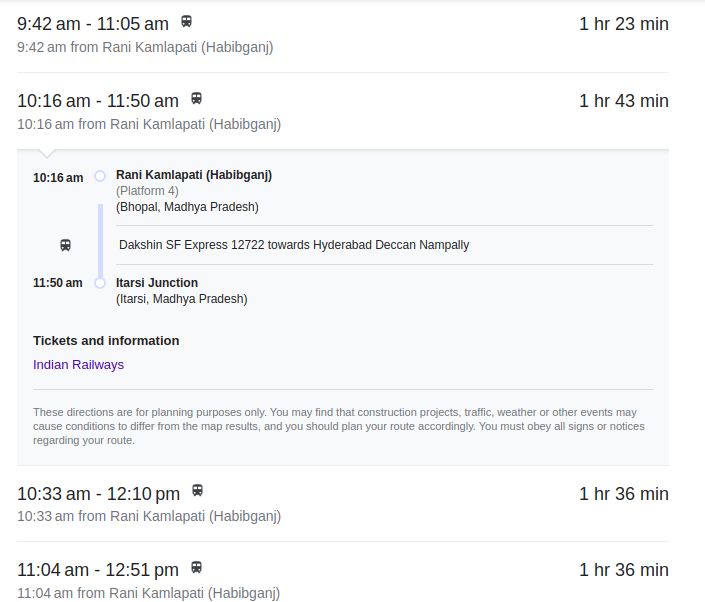 9:42 am - 11:05 am 1 hr 23 min
9:42 am from Rani Kamlapati (Habibganj)
10:16 am - 11:50 am 1 hr 43 min
10:16 am from Rani Kamlapati (Habibganj)
10:16 am Rani Kamlapati (Habibganj)
(Platform 4)
(Bhopal, Madhya Pradesh)
Dakshin SF Express 12722 towards Hyderabad Deccan Nampally
11:50 am Itarsi Junction
(Itarsi, Madhya Pradesh)
Tickets and information
Indian Railways
These directions are for planning purposes only. You may find that construction projects, traffic, weather or other events may
cause conditions to differ from the map results, and you should plan your route accordingly. You must obey all signs or notices
regarding your route.
10:33 am - 12:10 pm 1 hr 36 min
10:33 am from Rani Kamlapati (Habibganj)
11:04 am - 12:51 pm 1 hr 36 min
11:04 am from Rani Kamlapati (Habibganj)